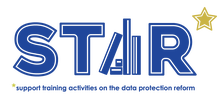 STAR
*support training activities on the data protection reform